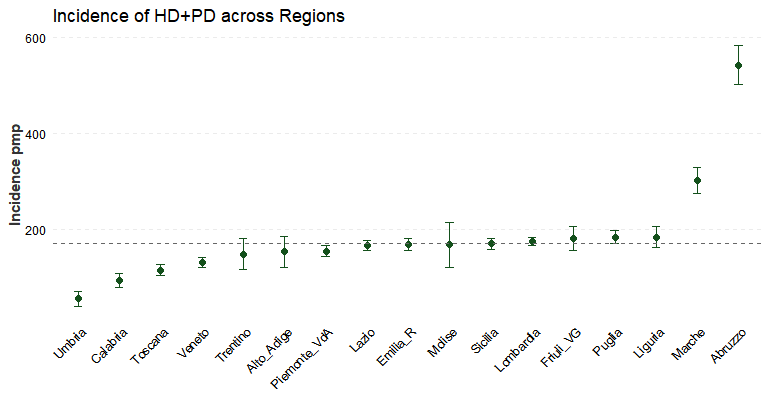 Incidence of HD+PD across Regions
600
400
200
Incidence pmp
Umbria
Calabria
Toscana
Veneto
Trentino
Alto_Adige
Piemonte_VdA
Lazio
Emilia_R
Molise
Sicilia
Lombardia
Friuli_VG
Puglia
Liguria
Marche
Abruzzo